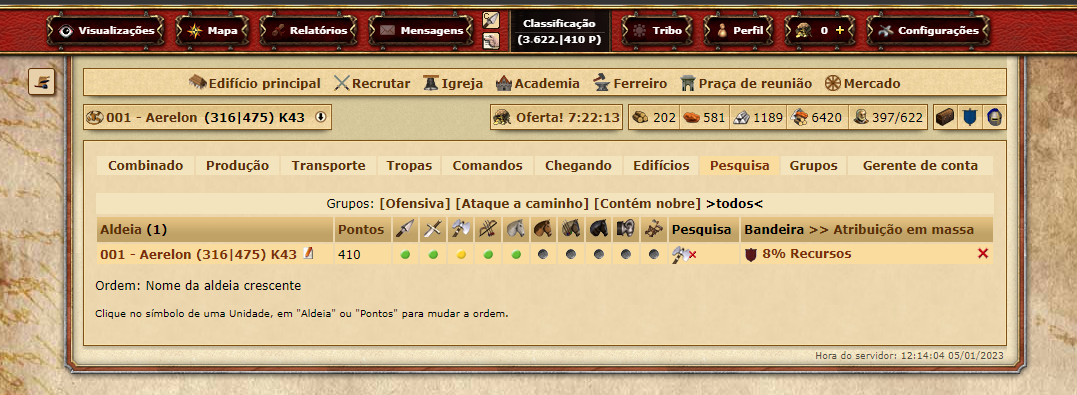 Visualizações Mapa Relatórios Mensagens Classificação Tribo Perfil 0 + Configurações
(3.622.|410 P)
Edifício principal Recrutar Igreja Academia Ferreiro Praça de reunião Mercado
001 - Aerelon (316|475) K43 Oferta! 7:22:13 202 581 1189 6420 397/622
Combinado Produção Transporte Tropas Comandos Chegando Edifícios Pesquisa Grupos Gerente de conta
Grupos: [Ofensiva] [Ataque a caminho] [Contém nobre] >todos<
Aldeia (1) Pontos Pesquisa Bandeira >> Atribuição em massa
001 - Aerelon (316|475) K43 410 8% Recursos
Ordem: Nome da aldeia crescente
Clique no símbolo de uma Unidade, em "Aldeia" ou "Pontos" para mudar a ordem.
Hora do servidor: 12:14:04 05/01/2023